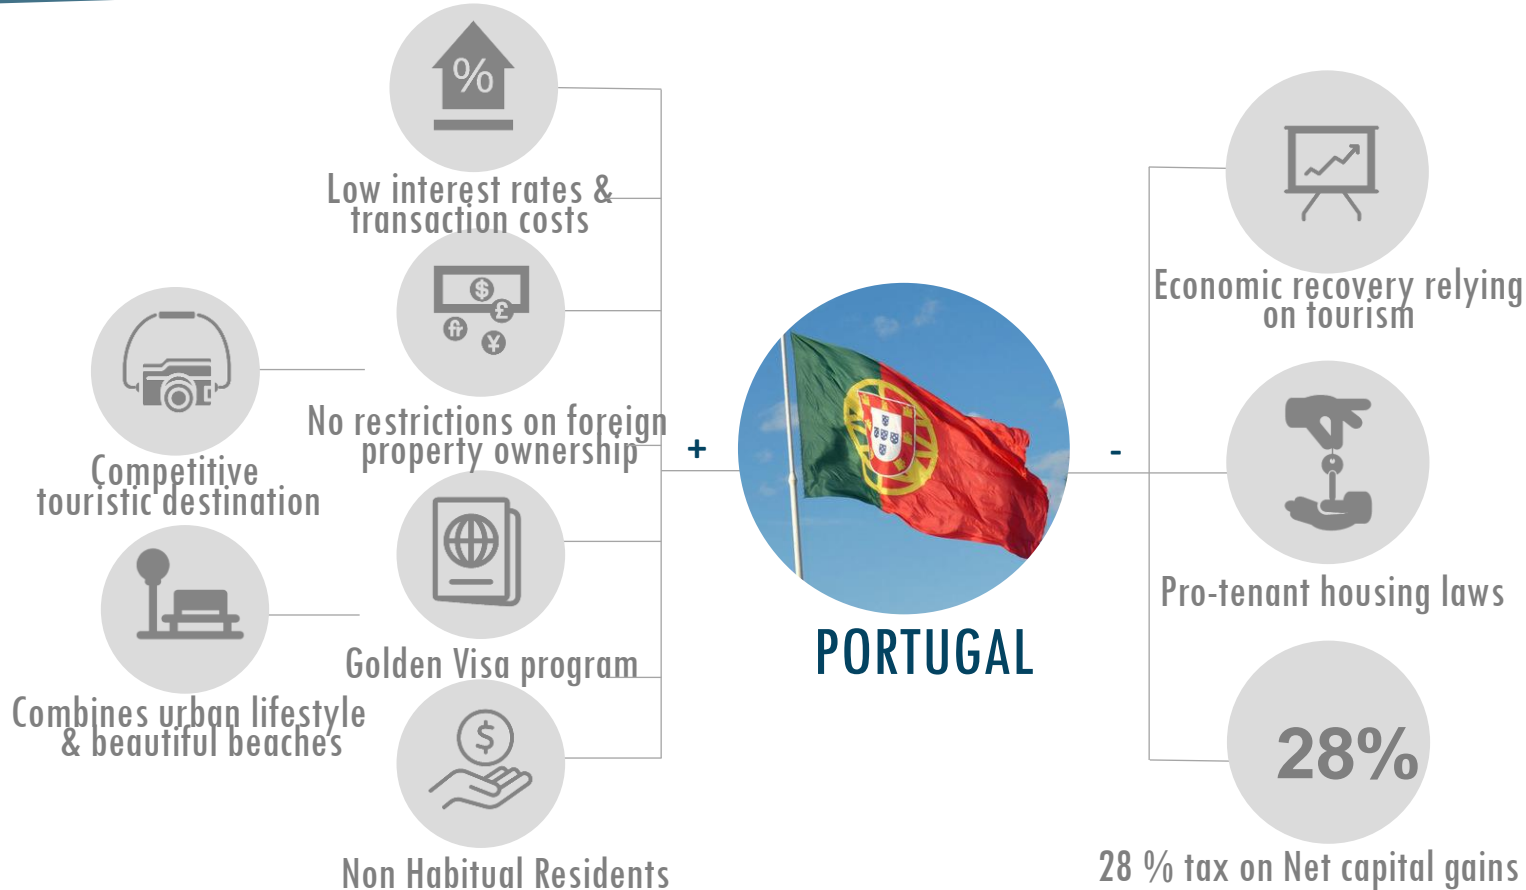 %
Low interest rates &
transaction costs
$
£
¥
No restrictions on foreign
property ownership
Competitive
touristic destination
Golden Visa program
Combines urban lifestyle
& beautiful beaches
$
Non Habitual Residents
+
PORTUGAL
-
Economic recovery relying
on tourism
Pro-tenant housing laws
28%
28 % tax on Net capital gains